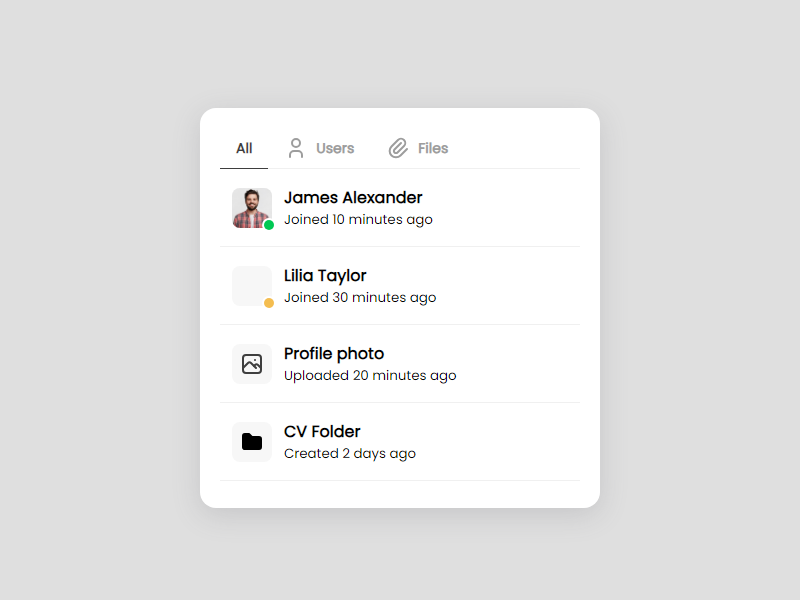 All Users Files
James Alexander
Joined 10 minutes ago
Lilia Taylor
Joined 30 minutes ago
Profile photo
Uploaded 20 minutes ago
CV Folder
Created 2 days ago